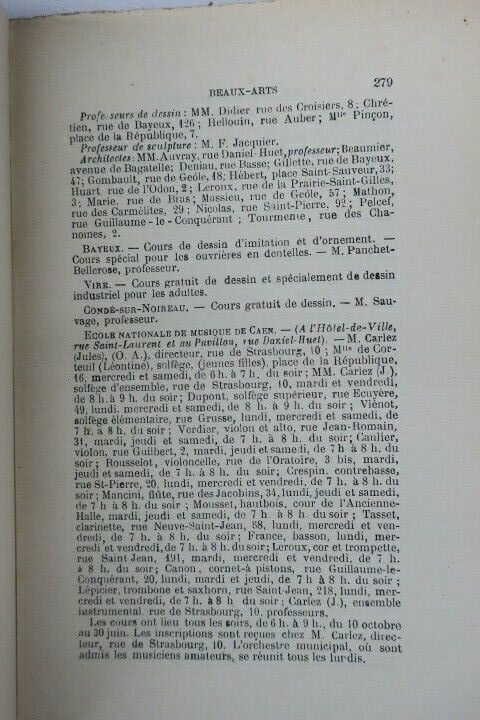 BEAUX-ARTS 279
Professeurs de dessin : MM. Didier rue des Croisiers, 8; Chré-
tien, rue de Bayeux, 126 ; Hellouin, rue Auber; Mlle Pinçon,
place de la République, 7.
Professeur de sculpture : M. F. Jacquier.
Architectes : MM. Auvray, rue Daniel-Huet, professeur; Beaumier,
avenue de Bagatelle; Deniau, rue Basse; Gillette, rue de Bayeux,
47; Gombault, rue de Geôle, 18; Hébert, place Saint-Sauveur, 33;
Huart, rue de l'Odon, 2; Leroux, rue de la Prairie-Saint-Gilles,
3; Marie, rue de Bras; Massieu, rue de Geôle, 57; Mathon,
rue des Carmélites, 29 ; Nicolas, rue Saint-Pierre, 92; Pelcef,
rue Guillaume-le-Conquérant ; Tourmente, rue des Cha-
noines, 2.
BAYEUX. — Cours de dessin d'imitation et d'ornement. —
Cours spécial pour les ouvrières en dentelles. — M. Panchet-
Bellerose, professeur.
VIRE. — Cours gratuit de dessin et spécialement de dessin
industriel pour les adultes.
CONDÉ-SUR-NOIREAU. — Cours gratuit de dessin. — M. Sau-
vage, professeur.
ECOLE NATIONALE DE MUSIQUE DE CAEN. — (A l'Hôtel-de-Ville,
rue Saint-Laurent et au Pavillon, rue Daniel-Huet). — M. Carlez
(Jules), (O. A.), directeur, rue de Strasbourg, 10 ; Mlle de Cor-
teuil (Léontine), solfège, (jeunes filles), place de la République,
16, mercredi et samedi, de 6 h. à 7 h. du soir ; MM. Carlez (J.),
solfège d'ensemble, rue de Strasbourg, 10, mardi et vendredi,
de 8 h. à 9 h. du soir; Dupont, solfège supérieur, rue Ecuyère,
49, lundi, mercredi et samedi, de 8 h. à 9 h. du soir; Viénot,
solfège élémentaire, rue Grusse, lundi, mercredi et samedi, de
7 h. à 8 h. du soir; Verdier, violon et alto, rue Jean-Romain,
31, mardi, jeudi et samedi, de 7 h. à 8 h. du soir; Caulier,
violon, rue Guilbert, 2, mardi, jeudi et samedi, de 7 h. à 8 h. du
soir; Rousselot, violoncelle, rue de l'Oratoire, 3 bis, mardi,
jeudi et samedi, de 7 h. à 8 h. du soir; Crespin, contrebasse,
rue St-Pierre, 20, lundi, mercredi et vendredi, de 7 h. à 8 h. du
soir; Mancini, flûte, rue des Jacobins, 34, lundi, jeudi et samedi,
de 7 h à 8 h. du soir ; Mousset, hautbois, cour de l'Ancienne-
Halle, mardi, jeudi et samedi, de 7 h. à 8 h. du soir ; Tasset,
clarinette, rue Neuve-Saint-Jean, 58, lundi, mercredi et ven-
dredi, de 7 h. à 8 h. du soir; France, basson, lundi, mer-
credi et vendredi, de 7 h. à 8 h. du soir; Leroux, cor et trompette,
rue Saint Jean, 191, mardi, mercredi et vendredi, de 7 h.
à 8 h. du soir; Canon, cornet-à pistons, rue Guillaume-le-
Conquérant, 20, lundi, mercredi et jeudi, de 7 h. à 8 h. du soir ;
Lépicier, trombone et saxhorn, rue Saint-Jean, 218, lundi, mer-
credi et vendredi, de 7 h. à 8 h. du soir ; Carlez (J.), ensemble
instrumental, rue de Strasbourg, 10, professeurs.
Les cours ont lieu tous les soirs, de 6 h. à 9 h., du 10 octobre
au 30 juin. Les inscriptions sont reçues chez M. Carlez, direc-
teur, rue de Strasbourg, 10. L'orchestre municipal, où sont
admis les musiciens amateurs, se réunit tous les lundis.